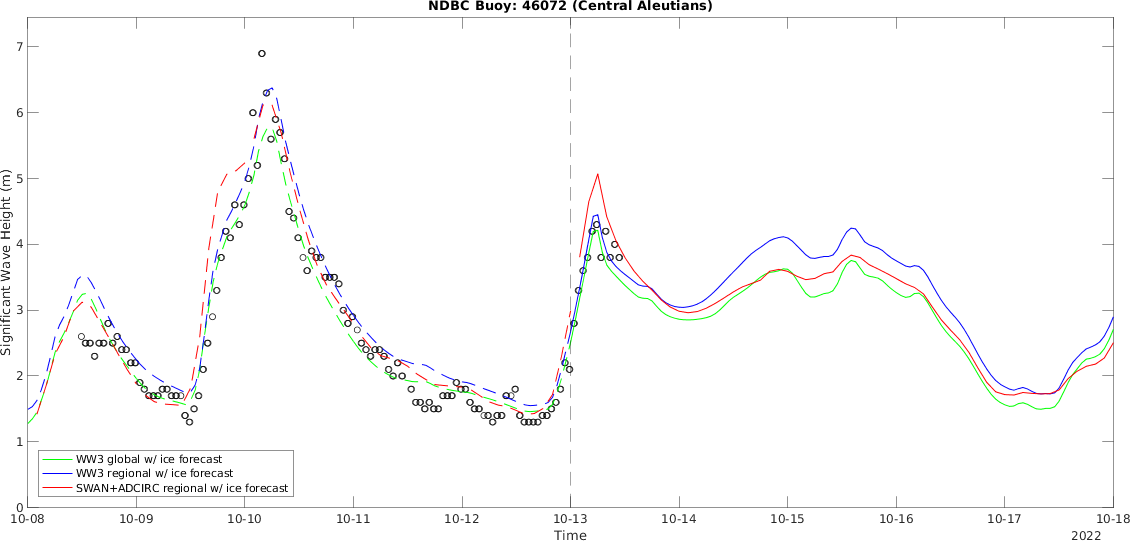 NDBC Buoy: 46072 (Central Aleutians)
7
6
5
4
3
2
1
0
Significant Wave Height (m)
WW3 global w/ ice forecast
WW3 regional w/ ice forecast
SWAN+ADCIRC regional w/ ice forecast
10-08 10-09 10-10 10-11 10-12 10-13 10-14 10-15 10-16 10-17 10-18
Time
2022